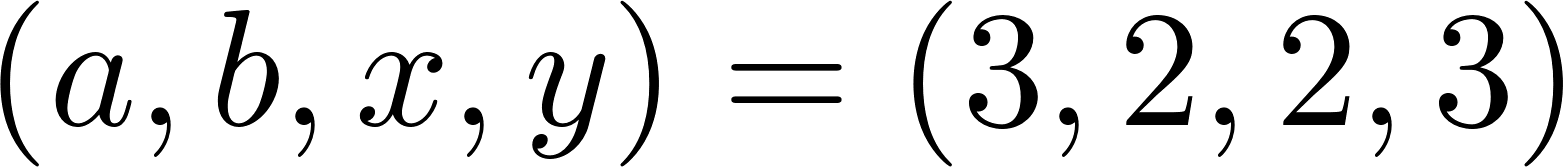 (a, b, x, y) = (3, 2, 2, 3)